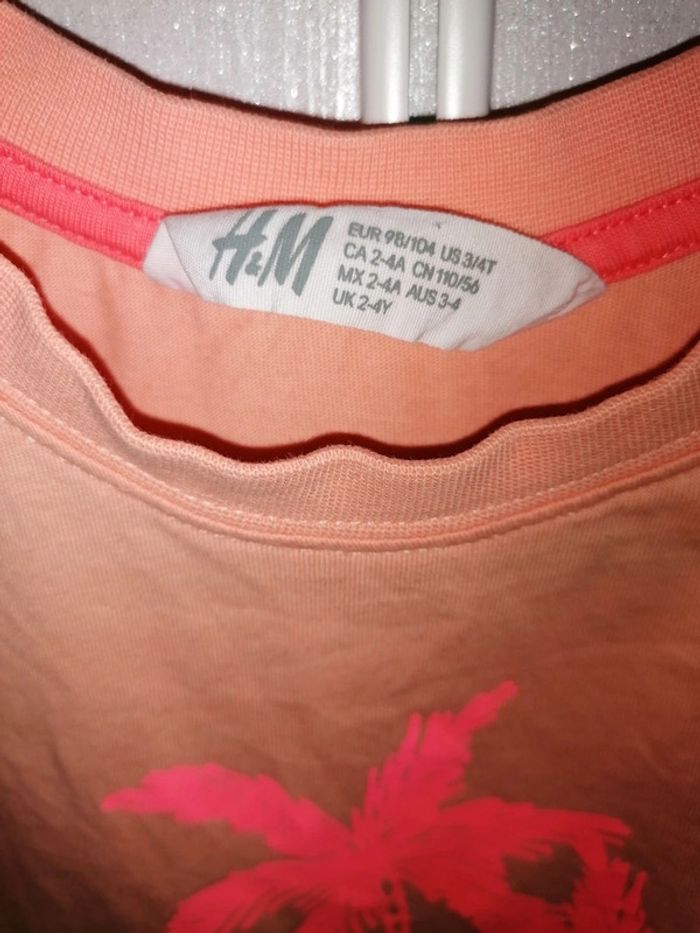 H&M
EUR 98/104 US 3/4T
CA 2-4A CN 110/56
MX 2-4A AUS 3-4
UK 2-4Y